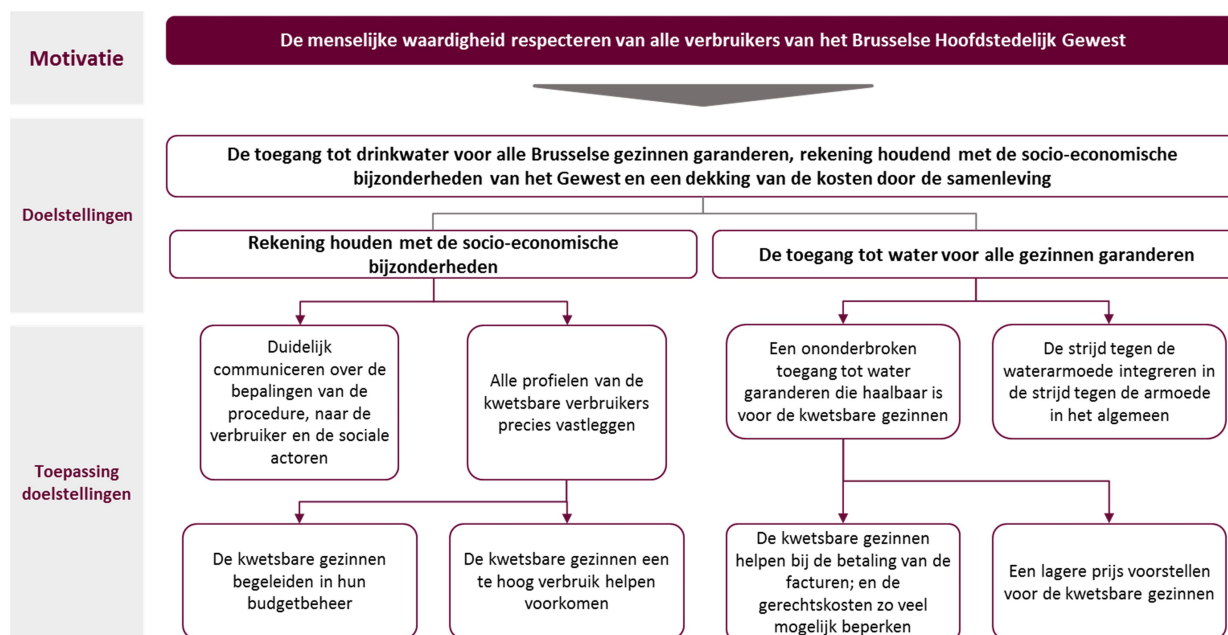 Motivatie
De menselijke waardigheid respecteren van alle verbruikers van het Brusselse Hoofdstedelijk Gewest
Doelstellingen
De toegang tot drinkwater voor alle Brusselse gezinnen garanderen, rekening houdend met de socio-economische
bijzonderheden van het Gewest en een dekking van de kosten door de samenleving
Rekening houden met de socio-economische
bijzonderheden
De toegang tot water voor alle gezinnen garanderen
Toepassing
doelstellingen
Duidelijk
communiceren over de
bepalingen van de
procedure, naar de
verbruiker en de sociale
actoren
Alle profielen van de
kwetsbare verbruikers
precies vastleggen
Een ononderbroken
toegang tot water
garanderen die haalbaar is
voor de kwetsbare gezinnen
De strijd tegen de
waterarmoede integreren in
de strijd tegen de armoede
in het algemeen
De kwetsbare gezinnen
begeleiden in hun
budgetbeheer
De kwetsbare gezinnen een
te hoog verbruik helpen
voorkomen
De kwetsbare gezinnen
helpen bij de betaling van de
facturen; en de
gerechtskosten zo veel
mogelijk beperken
Een lagere prijs voorstellen
voor de kwetsbare gezinnen